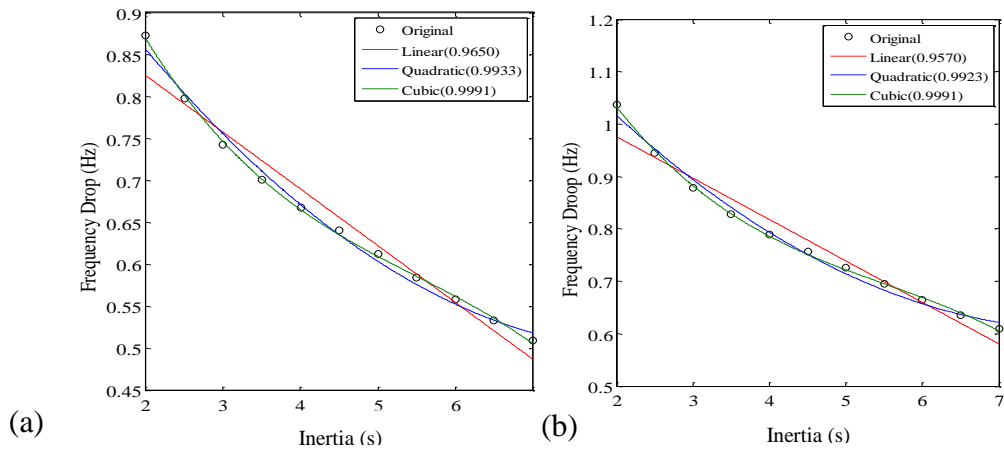 0.9
0.85
0.8
0.75
0.7
0.65
0.6
0.55
0.5
0.45
2 3 4 5 6
Frequency Drop (Hz)
Inertia (s)
Original
Linear(0.9650)
Quadratic(0.9933)
Cubic(0.9991)
(a)
1.2
1.1
1
0.9
0.8
0.7
0.6
0.5
2 3 4 5 6 7
Frequency Droop (Hz)
Inertia (s)
Original
Linear(0.9570)
Quadratic(0.9923)
Cubic(0.9991)
(b)